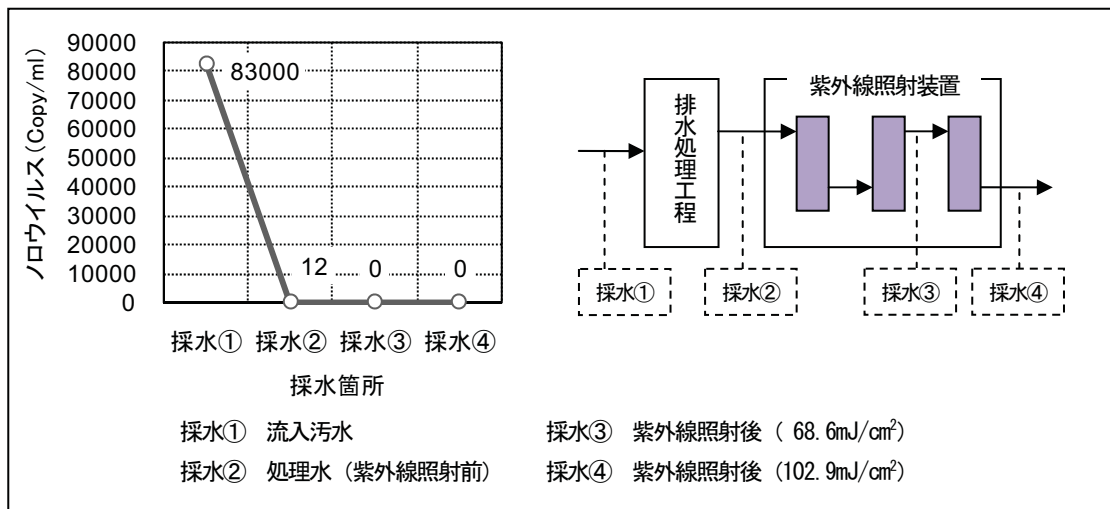 ノロウイルス(Copy/ml)
90000
80000
70000
60000
50000
40000
30000
20000
10000
0
83000
12
0
0
採水①
採水②
採水③
採水④
採水箇所
紫外線照射装置
排水処理工程
採水①
採水②
採水③
採水④
採水① 流入汚水
採水③ 紫外線照射後 ( 68.6mJ/cm²)
採水② 処理水 (紫外線照射前)
採水④ 紫外線照射後 (102.9mJ/cm²)